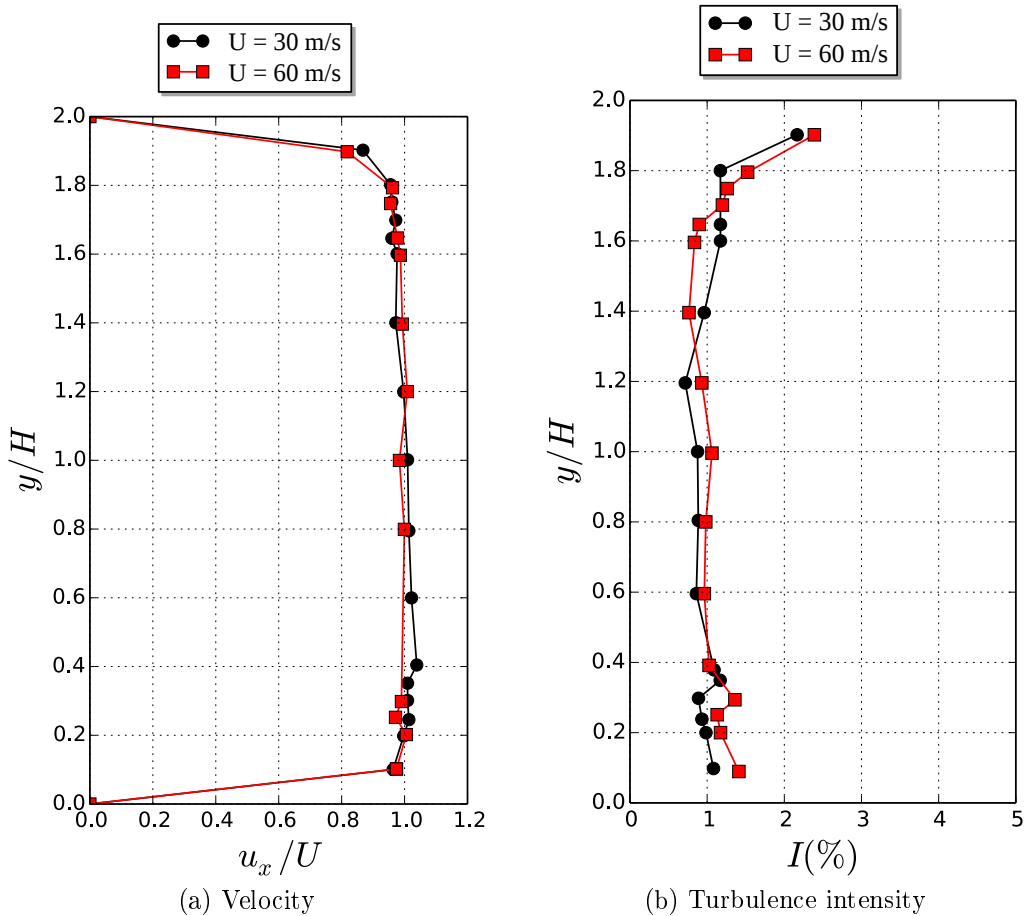 U = 30 m/s
U = 60 m/s
2.0
1.8
1.6
1.4
1.2
1.0
0.8
0.6
0.4
0.2
0.0
y/H
0.0 0.2 0.4 0.6 0.8 1.0 1.2
u_x/U
(a) Velocity
U = 30 m/s
U = 60 m/s
2.0
1.8
1.6
1.4
1.2
1.0
0.8
0.6
0.4
0.2
0.0
y/H
0 1 2 3 4 5
I(%)
(b) Turbulence intensity